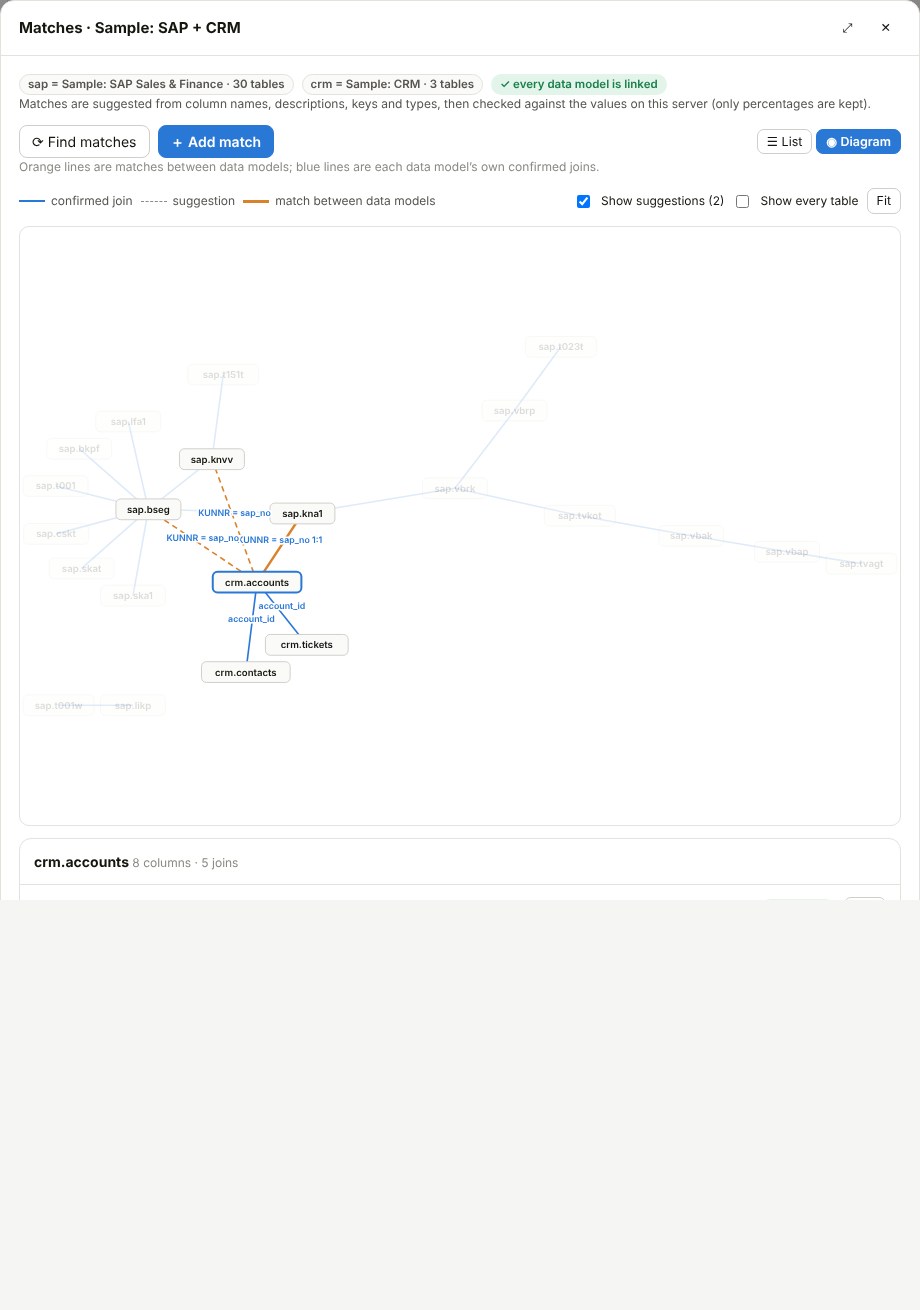 Matches · Sample: SAP + CRM
sap = Sample: SAP Sales & Finance · 30 tables crm = Sample: CRM · 3 tables ✓ every data model is linked
Matches are suggested from column names, descriptions, keys and types, then checked against the values on this server (only percentages are kept).
⟳ Find matches + Add match ☰ List ◉ Diagram
Orange lines are matches between data models; blue lines are each data model's own confirmed joins.
confirmed join suggestion match between data models Show suggestions (2) Show every table Fit
sap.t023t
sap.t151t
sap.vbrp
sap.lfa1
sap.bkpf
sap.knvv
sap.t001
sap.vbrk
sap.bseg
KUNNR = sap_no
sap.kna1
sap.tvkot
sap.cskt
KUNNR = sap_no
KUNNR = sap_no 1:1
sap.vbak
sap.vbap
sap.tvagt
sap.skat
crm.accounts
sap.ska1
account_id
account_id
crm.tickets
crm.contacts
sap.t001w
sap.likp
crm.accounts 8 columns · 5 joins